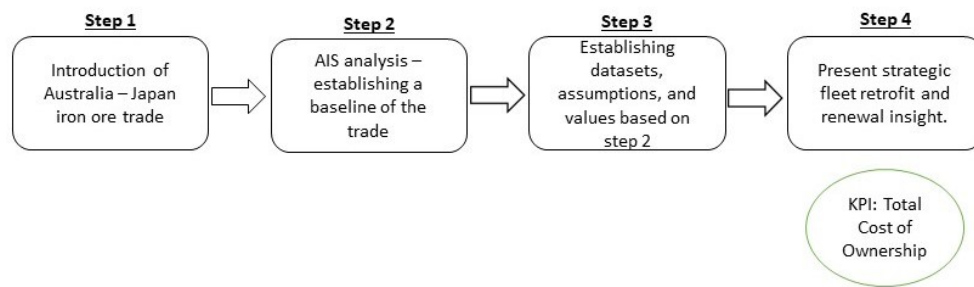 Step 1
Introduction of
Australia – Japan
iron ore trade
Step 2
AIS analysis –
establishing a
baseline of the
trade
Step 3
Establishing
datasets,
assumptions, and
values based on
step 2
Step 4
Present strategic
fleet retrofit and
renewal insight.
KPI: Total
Cost of
Ownership